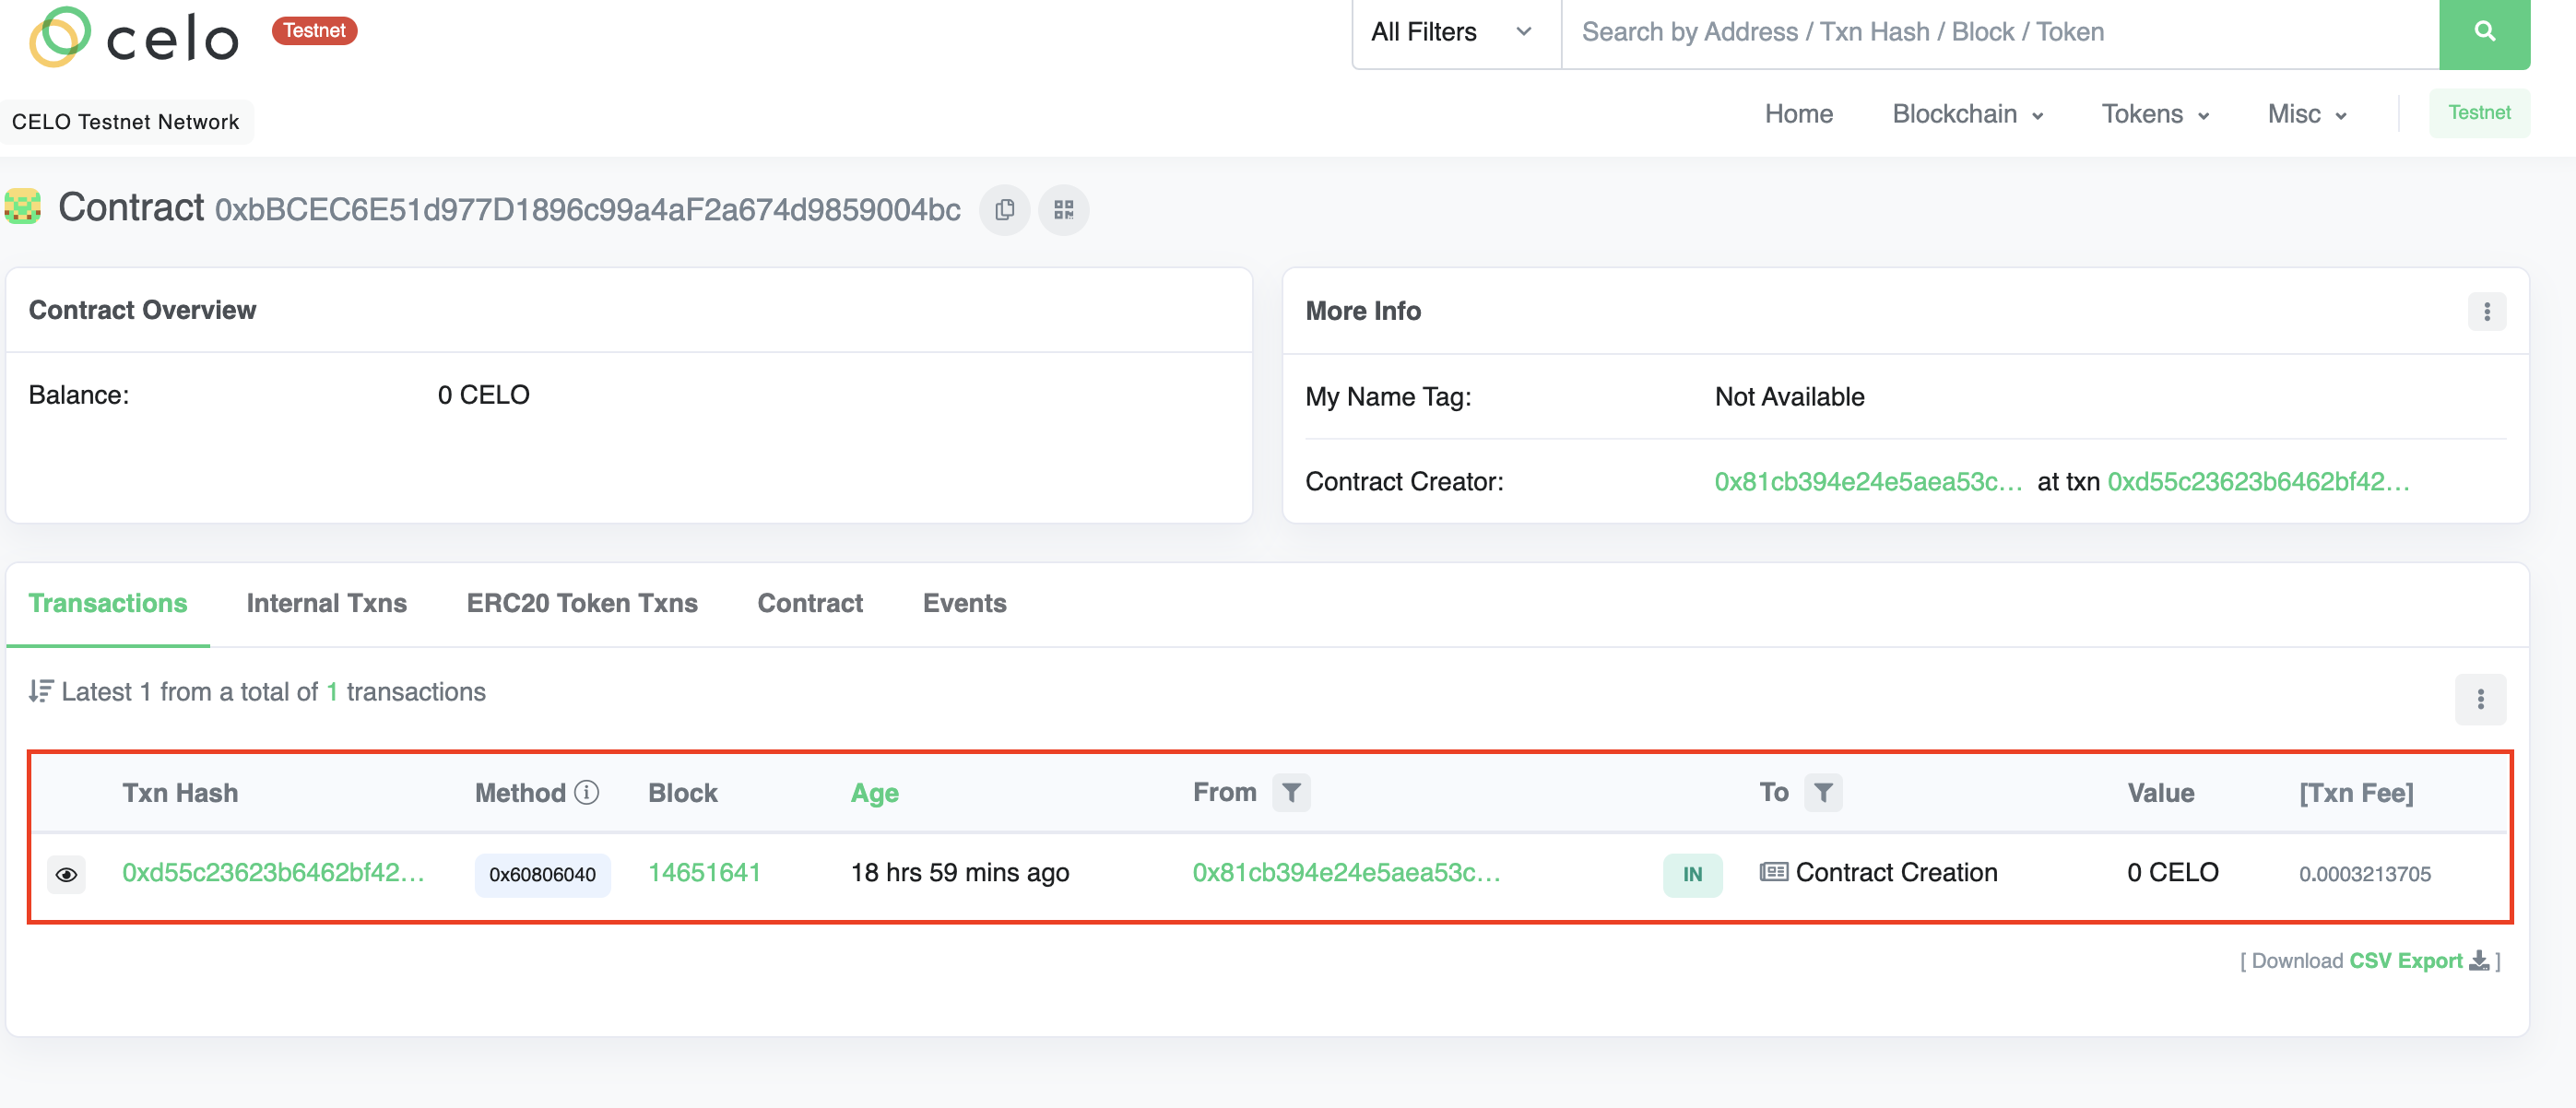 celo Testnet
All Filters Search by Address / Txn Hash / Block / Token
CELO Testnet Network
Home Blockchain Tokens Misc Testnet
Contract 0xbBCEC6E51d977D1896c99a4aF2a674d9859004bc
Contract Overview
Balance: 0 CELO
More Info
My Name Tag: Not Available
Contract Creator: 0x81cb394e24e5aea53c... at txn 0xd55c23623b6462bf42...
Transactions Internal Txns ERC20 Token Txns Contract Events
Latest 1 from a total of 1 transactions
Txn Hash Method Block Age From To Value [Txn Fee]
0xd55c23623b6462bf42... 0x60806040 14651641 18 hrs 59 mins ago 0x81cb394e24e5aea53c... IN Contract Creation 0 CELO 0.0003213705
[ Download CSV Export ]